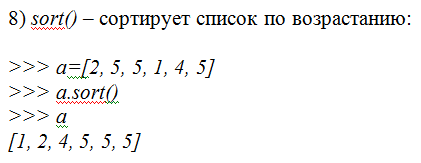 8) sort() – сортирует список по возрастанию:
>>> a=[2, 5, 5, 1, 4, 5]
>>> a.sort()
>>> a
[1, 2, 4, 5, 5, 5]